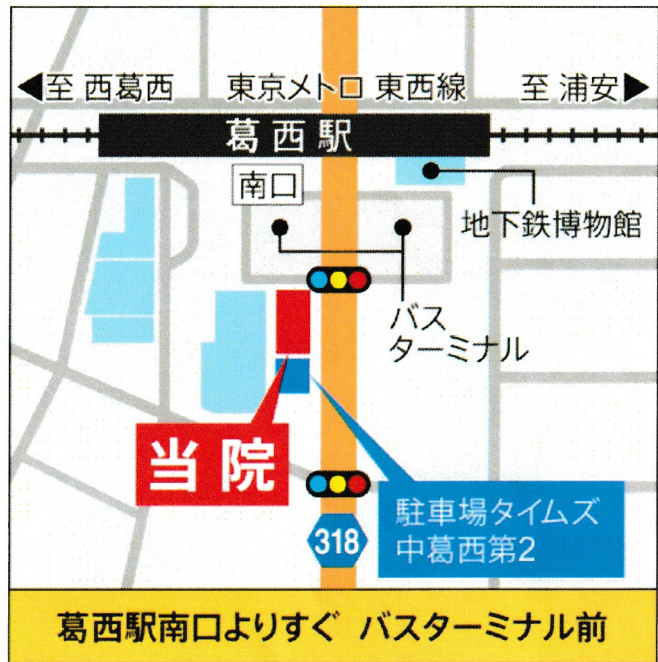 ◀至 西葛西 東京メトロ 東西線 至 浦安▶
葛西駅
南口
地下鉄博物館
バス
ターミナル
当院
駐車場タイムズ
中葛西第2
318
葛西駅南口よりすぐ バスターミナル前